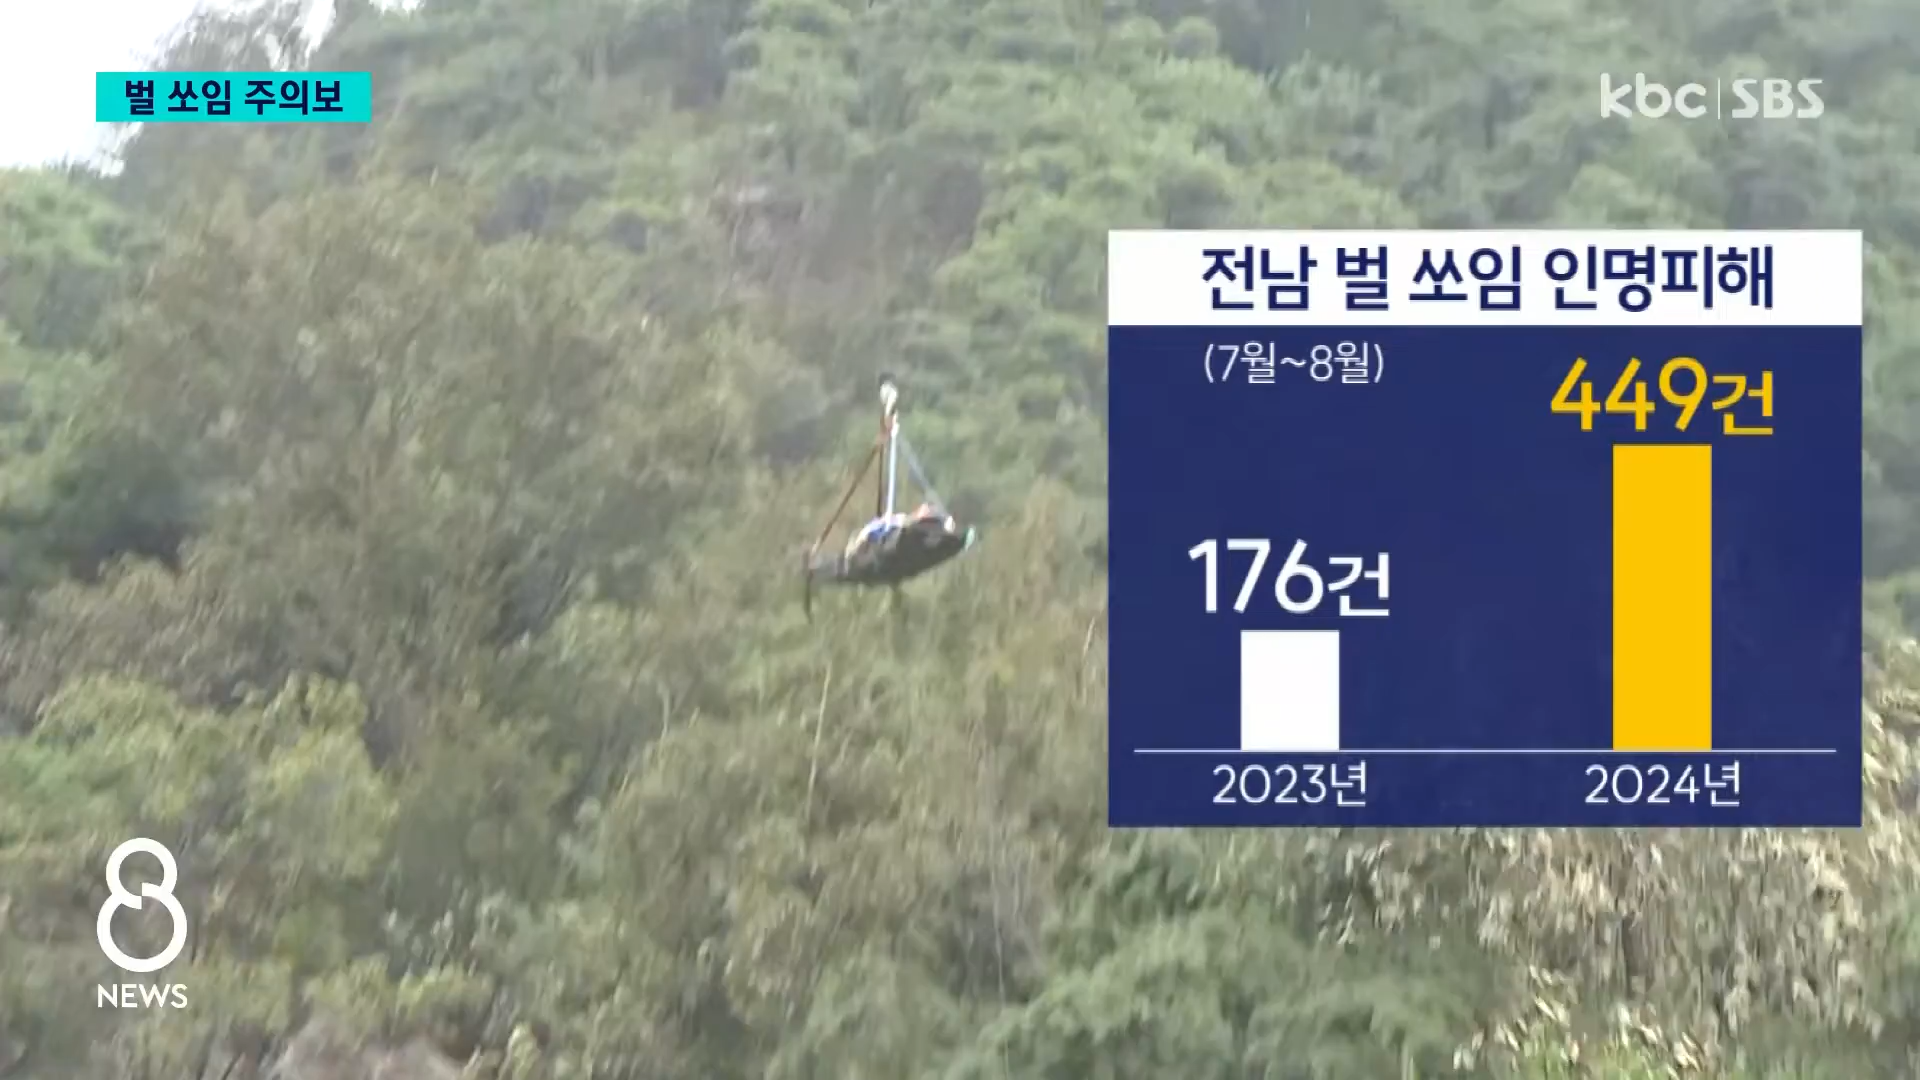 벌 쏘임 주의보
kbc | SBS
전남 벌 쏘임 인명피해
(7월~8월)
449건
176건
2023년
2024년
8
NEWS